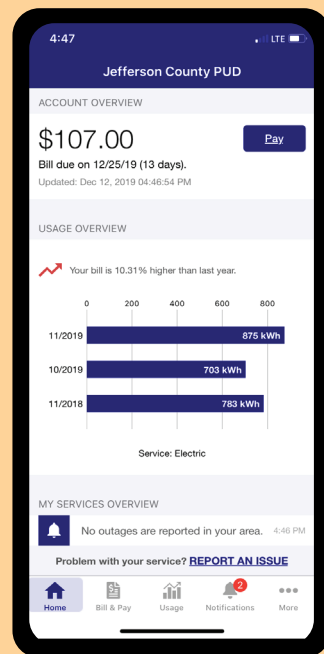 4:47
LTE
Jefferson County PUD
ACCOUNT OVERVIEW
$107.00
Pay
Bill due on 12/25/19 (13 days).
Updated: Dec 12, 2019 04:46:54 PM
USAGE OVERVIEW
Your bill is 10.31% higher than last year.
0 200 400 600 800
11/2019 875 kWh
10/2019 703 kWh
11/2018 783 kWh
Service: Electric
MY SERVICES OVERVIEW
No outages are reported in your area. 4:46 PM
Problem with your service? REPORT AN ISSUE
2
Home Bill & Pay Usage Notifications More